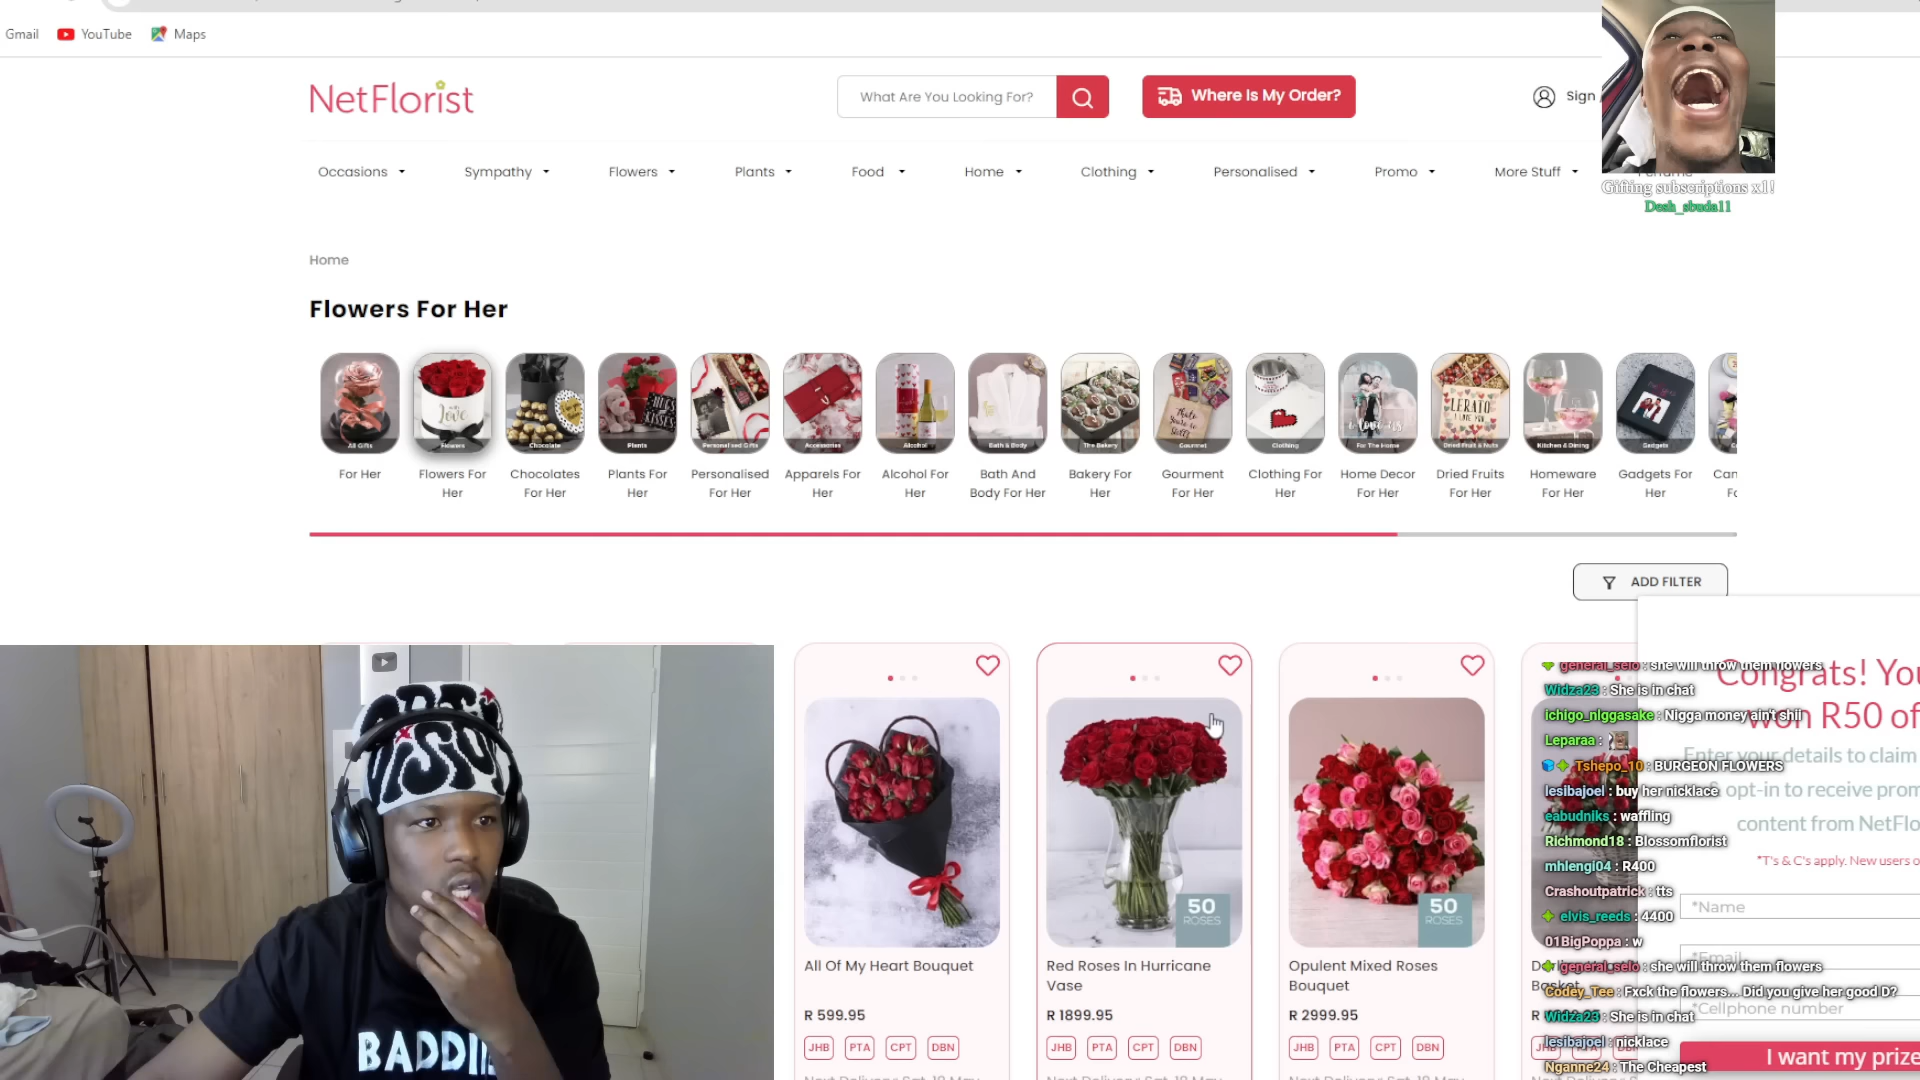 Gmail YouTube Maps
NetFlorist
What Are You Looking For?
Where Is My Order?
Sign
Occasions Sympathy Flowers Plants Food Home Clothing Personalised Promo More Stuff
Gifting subscriptions x1!
Desh_sbuda11
Home
Flowers For Her
For Her
Flowers For Her
Chocolates For Her
Plants For Her
Personalised For Her
Apparels For Her
Alcohol For Her
Bath And Body For Her
Bakery For Her
Gourment For Her
Clothing For Her
Home Decor For Her
Dried Fruits For Her
Homeware For Her
Gadgets For Her
ADD FILTER
50
ROSES
50
ROSES
All Of My Heart Bouquet
R 599.95
JHB PTA CPT DBN
Red Roses In Hurricane
Vase
R 1899.95
JHB PTA CPT DBN
Opulent Mixed Roses
Bouquet
R 2999.95
JHB PTA CPT DBN
BADDI
Congrats! You
won R50 of
Enter your details to claim
opt-in to receive prom
content from NetFlo
*T's & C's apply. New users o
*Name
*Email
*Cellphone number
I want my prize
general_selo : she will throw them flowers
Widza23 : She is in chat
ichigo_niggasake : Nigga money ain't shii
Leparaa :
Tshepo_10 : BURGEON FLOWERS
lesibajoel : buy her nicklace
eabudniks : waffling
Richmond18 : Blossomflorist
mhlengi04 : R400
Crashoutpatrick : tts
elvis_reeds : 4400
01BigPoppa : w
general_selo : she will throw them flowers
Codey_Tee : Fxck the flowers... Did you give her good D?
Widza23 : She is in chat
lesibajoel : nicklace
Nganne24 : The Cheapest